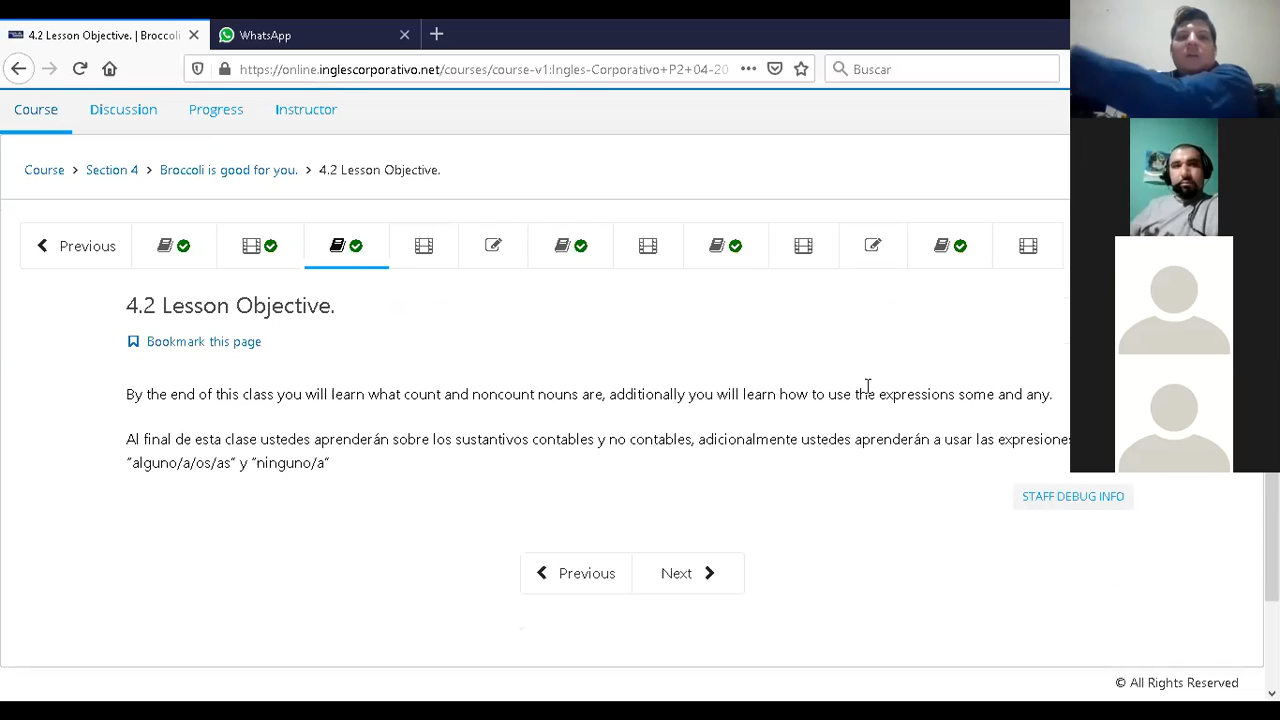 4.2 Lesson Objective. | Broccoli
WhatsApp
https://online.inglescorporativo.net/courses/course-v1:Ingles-Corporativo+P2+04-20
Buscar
Course
Discussion
Progress
Instructor
Course > Section 4 > Broccoli is good for you. > 4.2 Lesson Objective.
Previous
4.2 Lesson Objective.
Bookmark this page
By the end of this class you will learn what count and noncount nouns are, additionally you will learn how to use the expressions some and any.
Al final de esta clase ustedes aprenderán sobre los sustantivos contables y no contables, adicionalmente ustedes aprenderán a usar las expresiones
"alguno/a/os/as" y "ninguno/a"
STAFF DEBUG INFO
Previous
Next
© All Rights Reserved